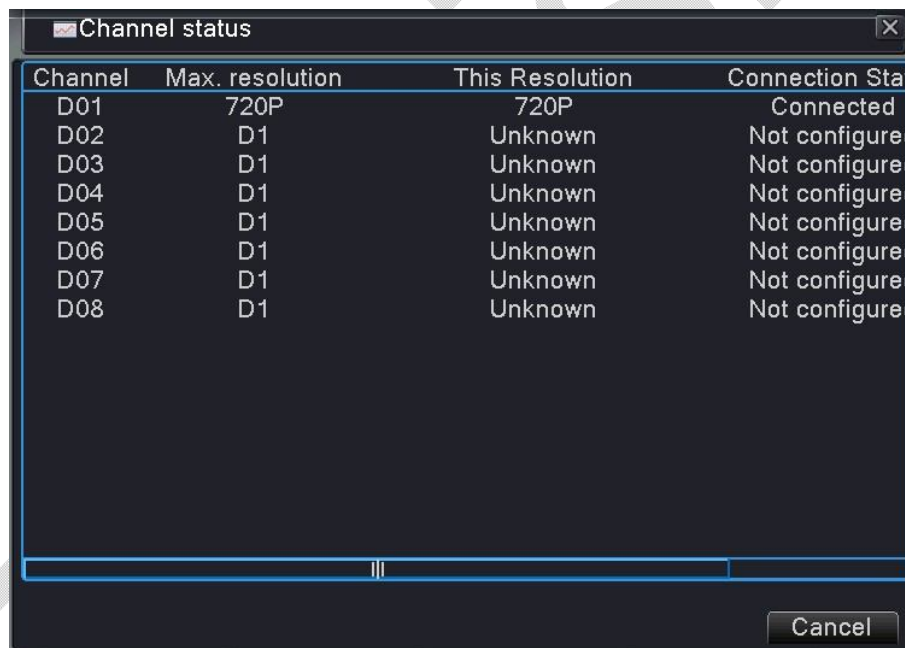 Channel status
Channel Max. resolution This Resolution Connection Sta
D01 720P 720P Connected
D02 D1 Unknown Not configure
D03 D1 Unknown Not configure
D04 D1 Unknown Not configure
D05 D1 Unknown Not configure
D06 D1 Unknown Not configure
D07 D1 Unknown Not configure
D08 D1 Unknown Not configure
Cancel